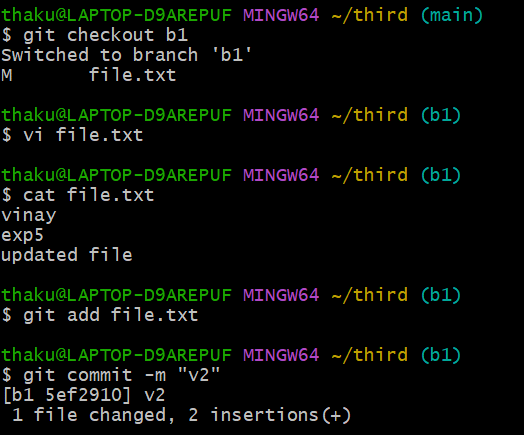 thaku@LAPTOP-D9AREPUF MINGW64 ~/third (main)
$ git checkout b1
Switched to branch 'b1'
M       file.txt

thaku@LAPTOP-D9AREPUF MINGW64 ~/third (b1)
$ vi file.txt

thaku@LAPTOP-D9AREPUF MINGW64 ~/third (b1)
$ cat file.txt
vinay
exp5
updated file

thaku@LAPTOP-D9AREPUF MINGW64 ~/third (b1)
$ git add file.txt

thaku@LAPTOP-D9AREPUF MINGW64 ~/third (b1)
$ git commit -m "v2"
[b1 5ef2910] v2
 1 file changed, 2 insertions(+)